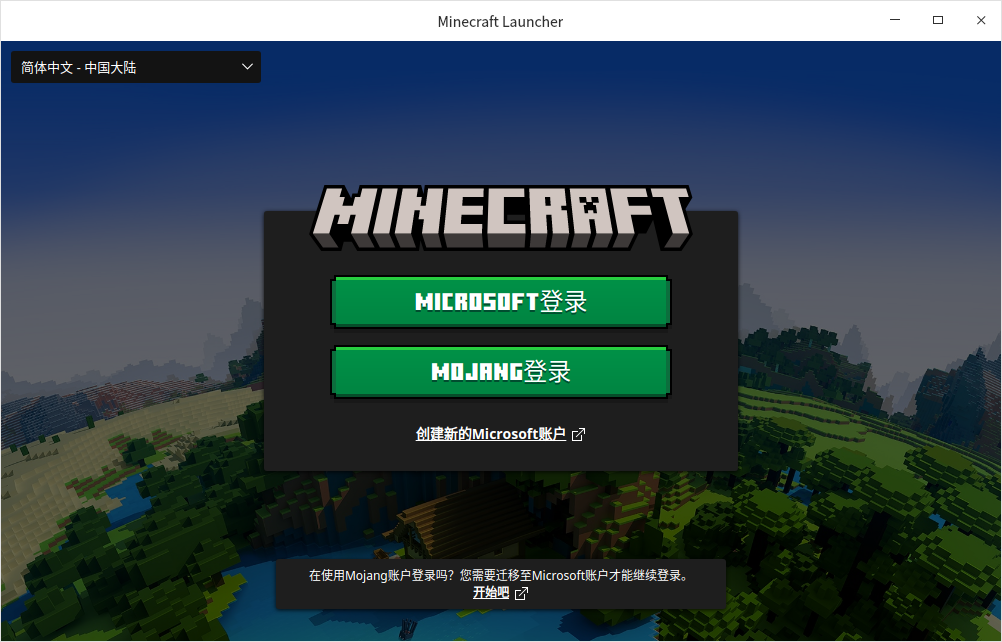 Minecraft Launcher
简体中文 - 中国大陆
MINECRAFT
MICROSOFT登录
MOJANG登录
创建新的Microsoft账户
在使用Mojang账户登录吗？您需要迁移至Microsoft账户才能继续登录。
开始吧